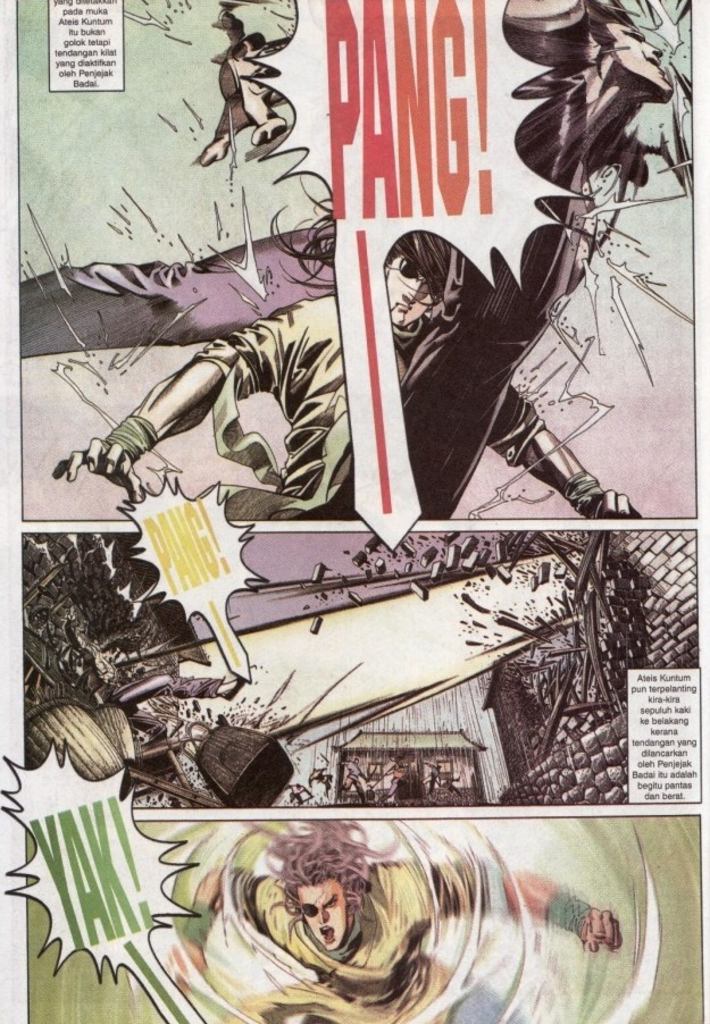 yang ditetakkan
pada muka
Ateis Kuntum
itu bukan
golok tetapi
tendangan kilat
yang diaktifkan
oleh Penjejak
Badai.
PANG!
PANG!
Ateis Kuntum
pun terpelanting
kira-kira
sepuluh kaki
ke belakang
kerana
tendangan yang
dilancarkan
oleh Penjejak
Badai itu adalah
begitu pantas
dan berat.
YAK!